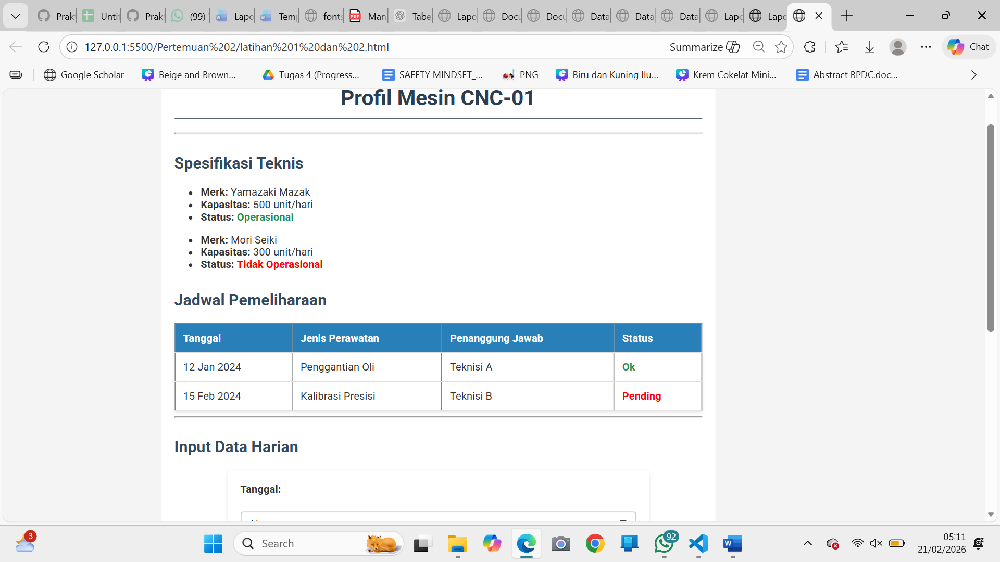 Prak
Unti
Prak
(99)
Lapo
Temp
fonts
Man
Tabe
Lapo
Docu
Docu
Data
Data
Data
Lapo
Lapo
127.0.0.1:5500/Pertemuan%202/latihan%201%20dan%202.html
Summarize
Chat
Google Scholar
Beige and Brown...
Tugas 4 (Progress...
SAFETY MINDSET_...
PNG
Biru dan Kuning Ilu...
Krem Cokelat Mini...
Abstract BPDC.doc...
Profil Mesin CNC-01
Spesifikasi Teknis
• Merk: Yamazaki Mazak
• Kapasitas: 500 unit/hari
• Status: Operasional
• Merk: Mori Seiki
• Kapasitas: 300 unit/hari
• Status: Tidak Operasional
Jadwal Pemeliharaan
Tanggal Jenis Perawatan Penanggung Jawab Status
12 Jan 2024 Penggantian Oli Teknisi A Ok
15 Feb 2024 Kalibrasi Presisi Teknisi B Pending
Input Data Harian
Tanggal:
3
Search
92
05:11
21/02/2026